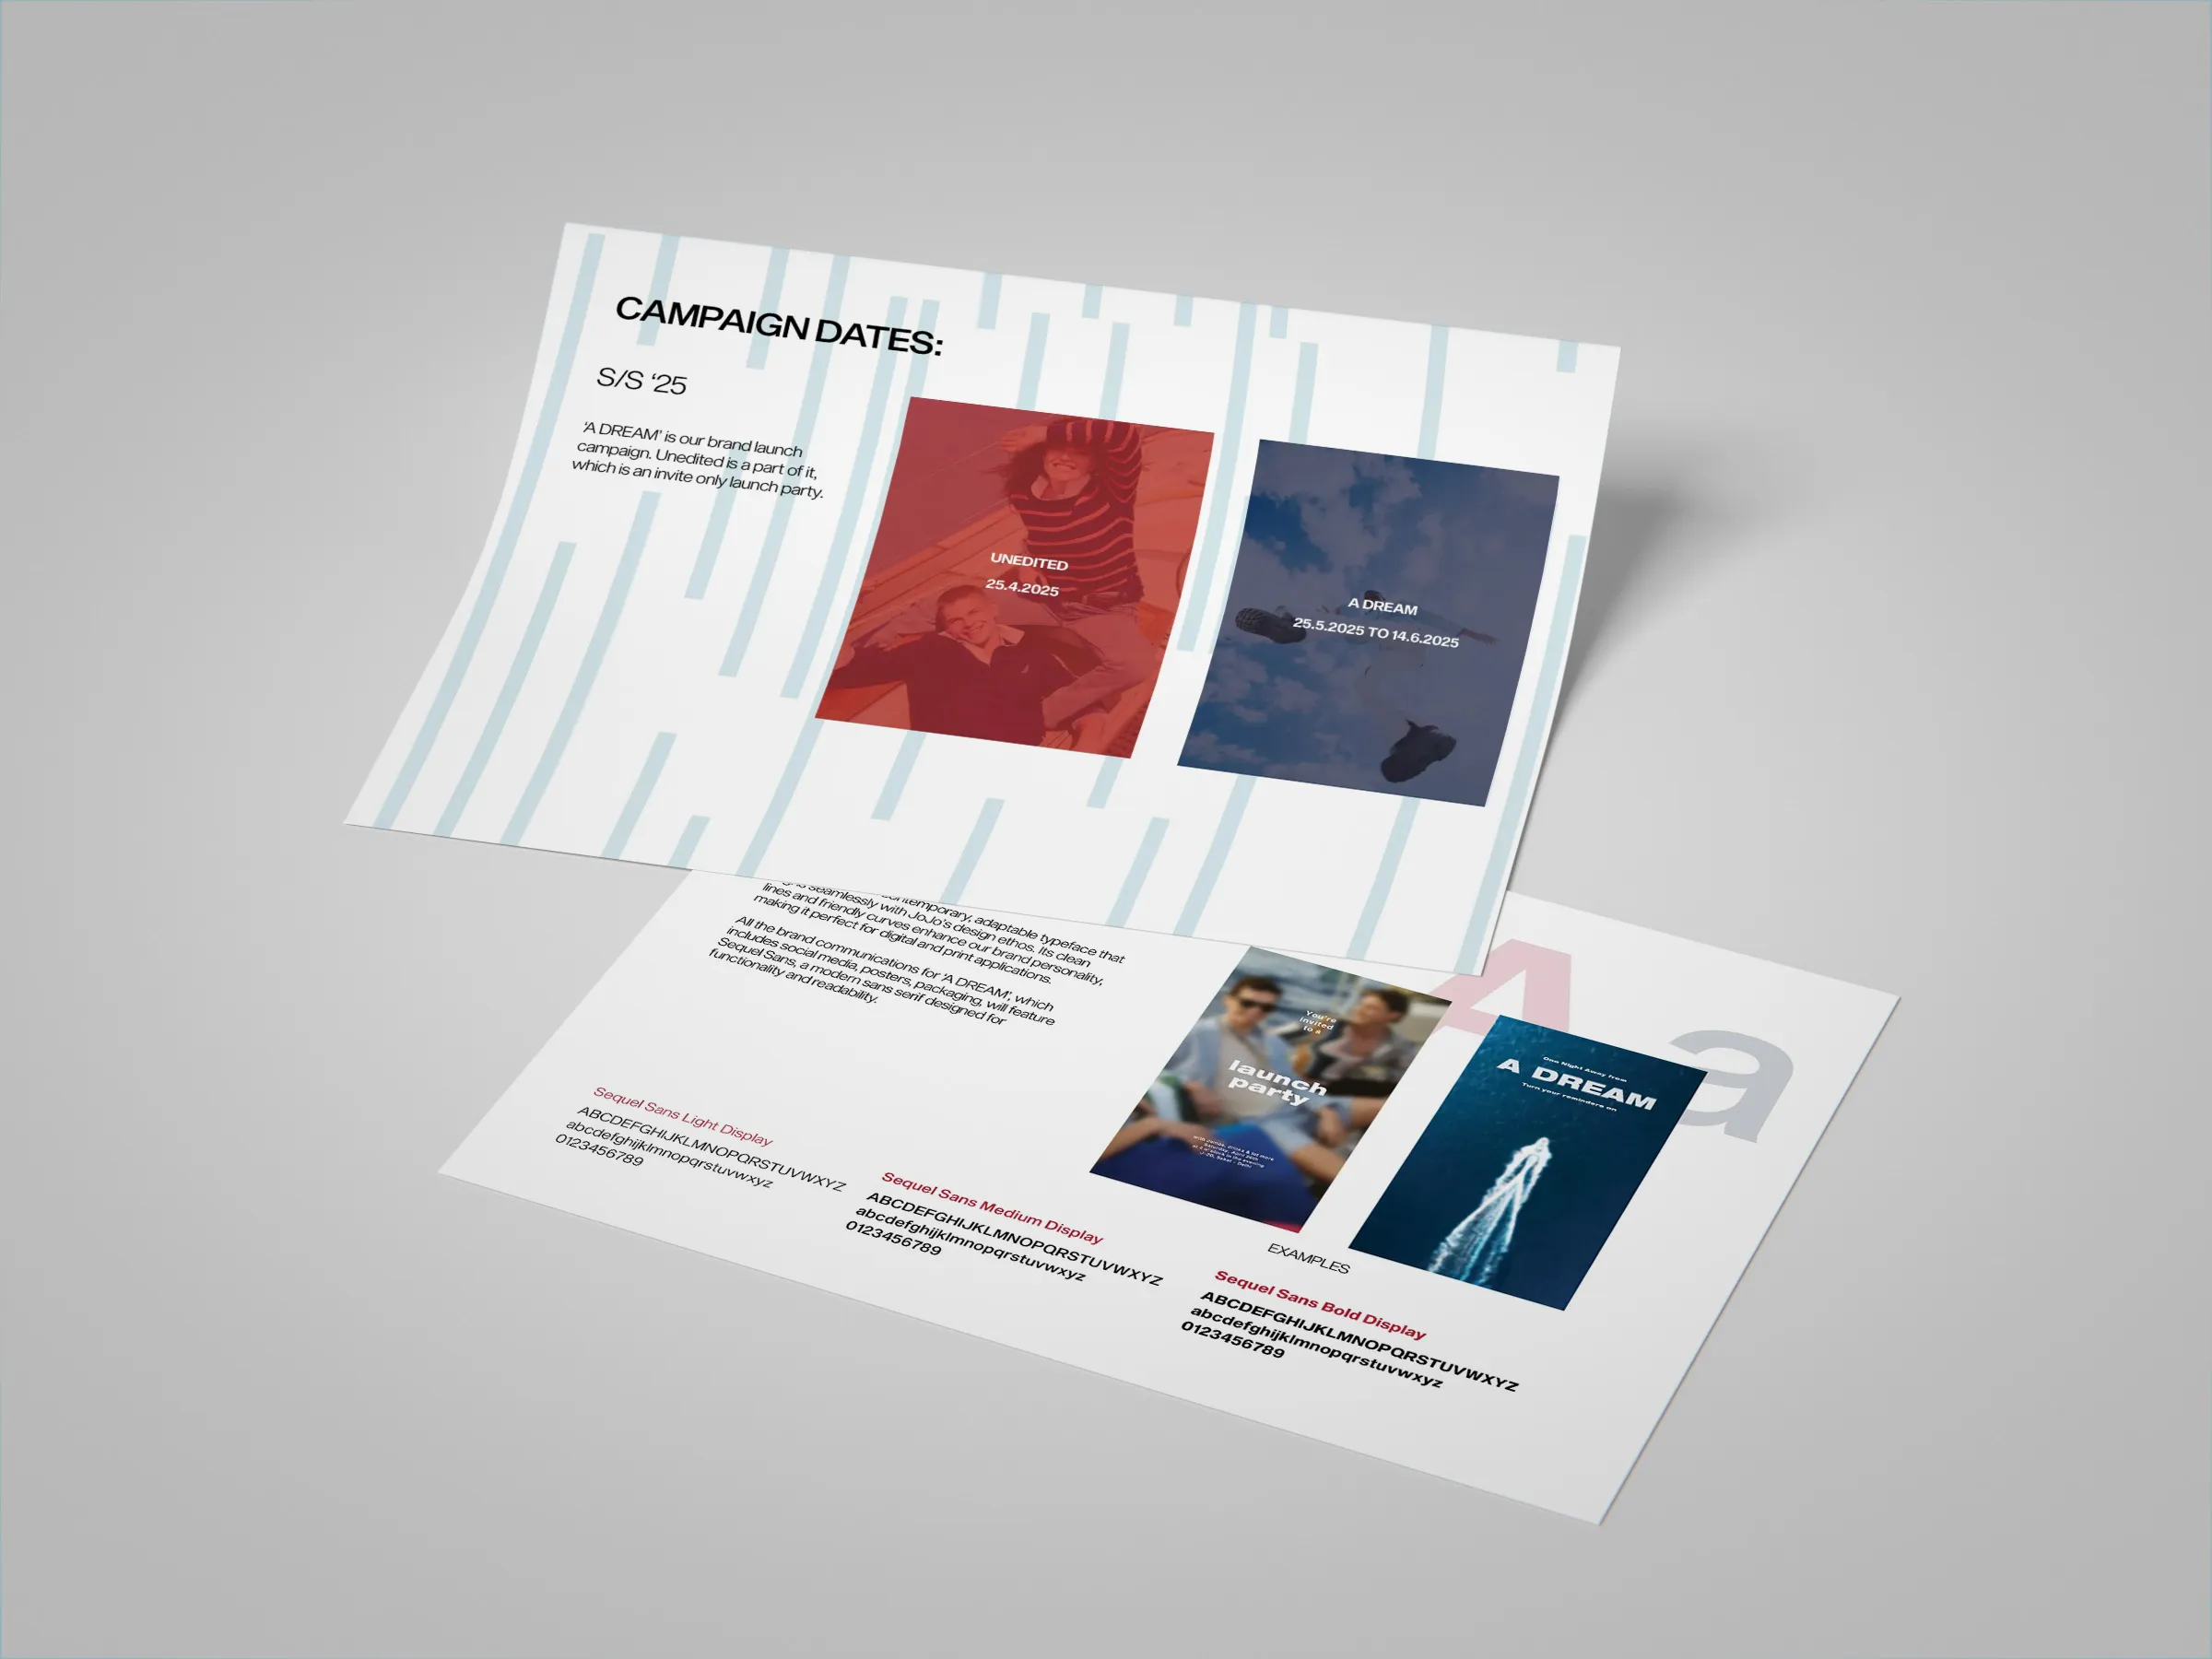 CAMPAIGN DATES:
S/S ‘25
‘A DREAM’ is our brand launch
campaign. Unedited is a part of it,
which is an invite only launch party.
UNEDITED
25.4.2025
A DREAM
25.5.2025 TO 14.6.2025
contemporary, adaptable typeface that
seamlessly with JoJo’s design ethos. Its clean
lines and friendly curves enhance our brand personality,
making it perfect for digital and print applications.
All the brand communications for ‘A DREAM’, which
includes social media, posters, packaging, will feature
Sequel Sans, a modern sans serif designed for
functionality and readability.
A a
You’re
invited
to a
launch
party
Saturday, April 25th
One Night Away from
A DREAM
Turn your reminders on
EXAMPLES
Sequel Sans Light Display
ABCDEFGHIJKLMNOPQRSTUVWXYZ
abcdefghijklmnopqrstuvwxyz
0123456789
Sequel Sans Medium Display
ABCDEFGHIJKLMNOPQRSTUVWXYZ
abcdefghijklmnopqrstuvwxyz
0123456789
Sequel Sans Bold Display
ABCDEFGHIJKLMNOPQRSTUVWXYZ
abcdefghijklmnopqrstuvwxyz
0123456789